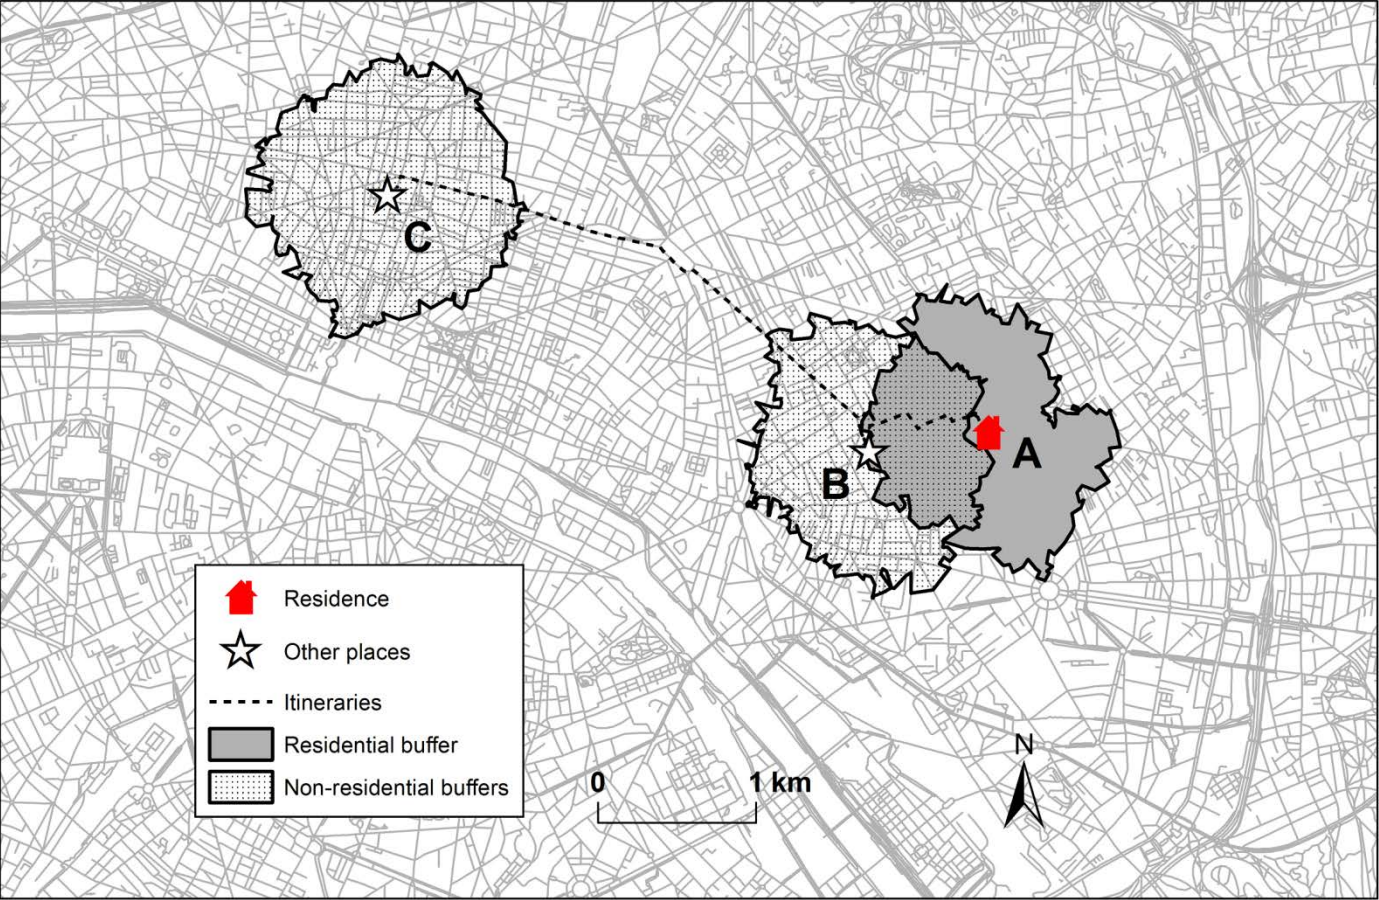 C
A
B
Residence
Other places
Itineraries
Residential buffer
Non-residential buffers
0 1 km
N